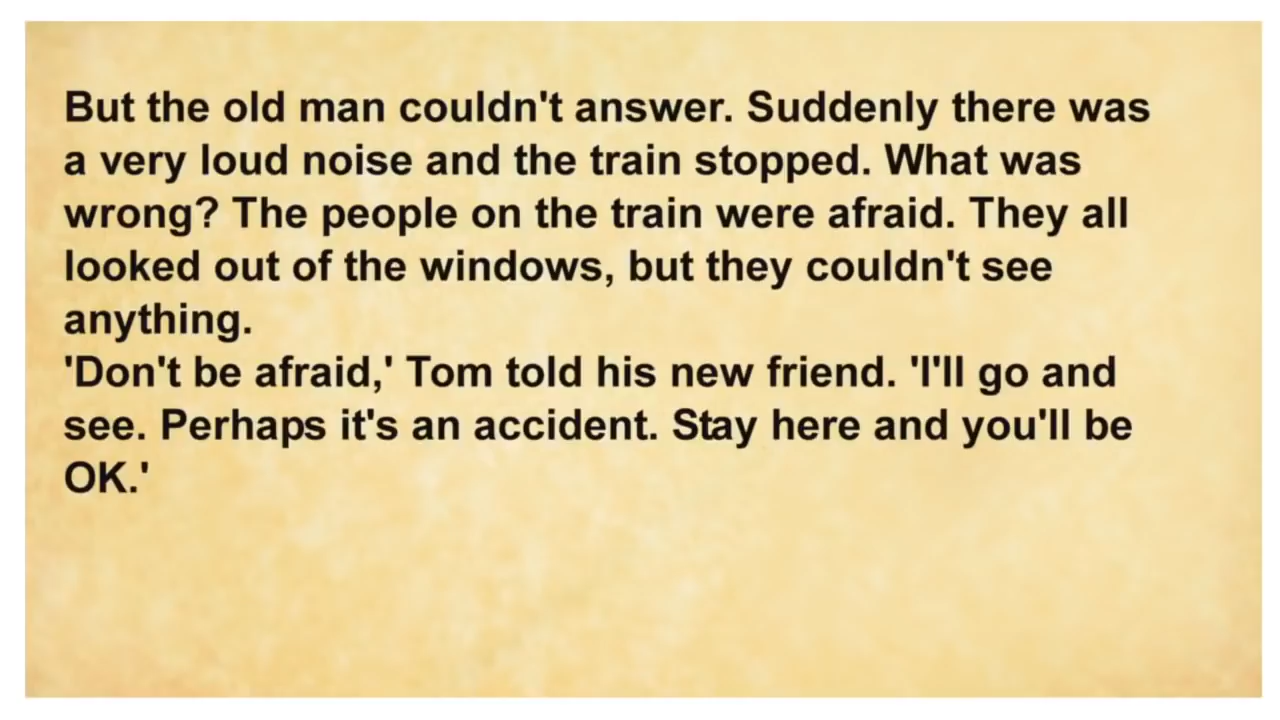 But the old man couldn't answer. Suddenly there was
a very loud noise and the train stopped. What was
wrong? The people on the train were afraid. They all
looked out of the windows, but they couldn't see
anything.
'Don't be afraid,' Tom told his new friend. 'I'll go and
see. Perhaps it's an accident. Stay here and you'll be
OK.'